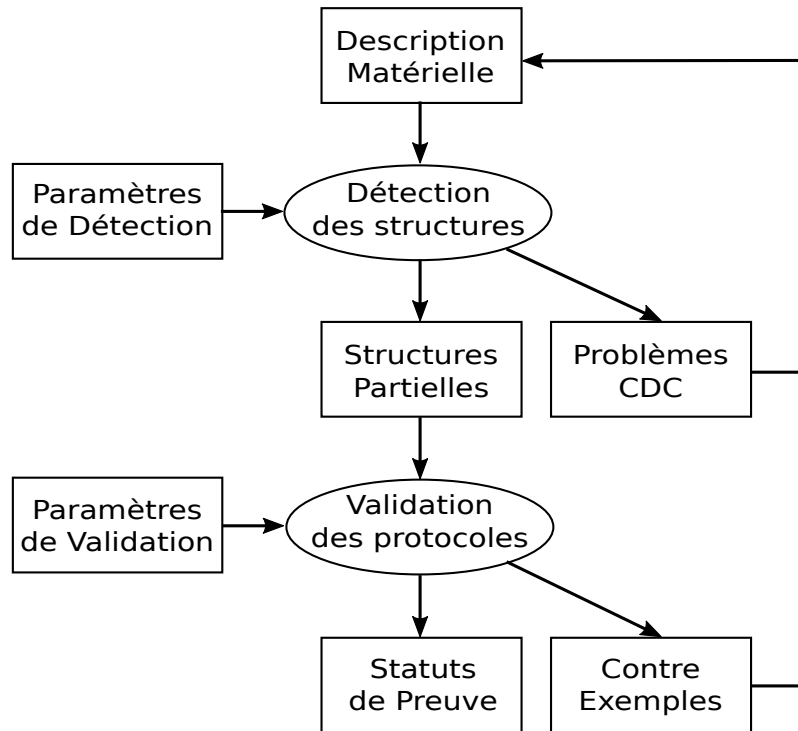 Description
Matérielle
Paramètres
de Détection
Détection
des structures
Structures
Partielles
Problèmes
CDC
Paramètres
de Validation
Validation
des protocoles
Statuts
de Preuve
Contre
Exemples